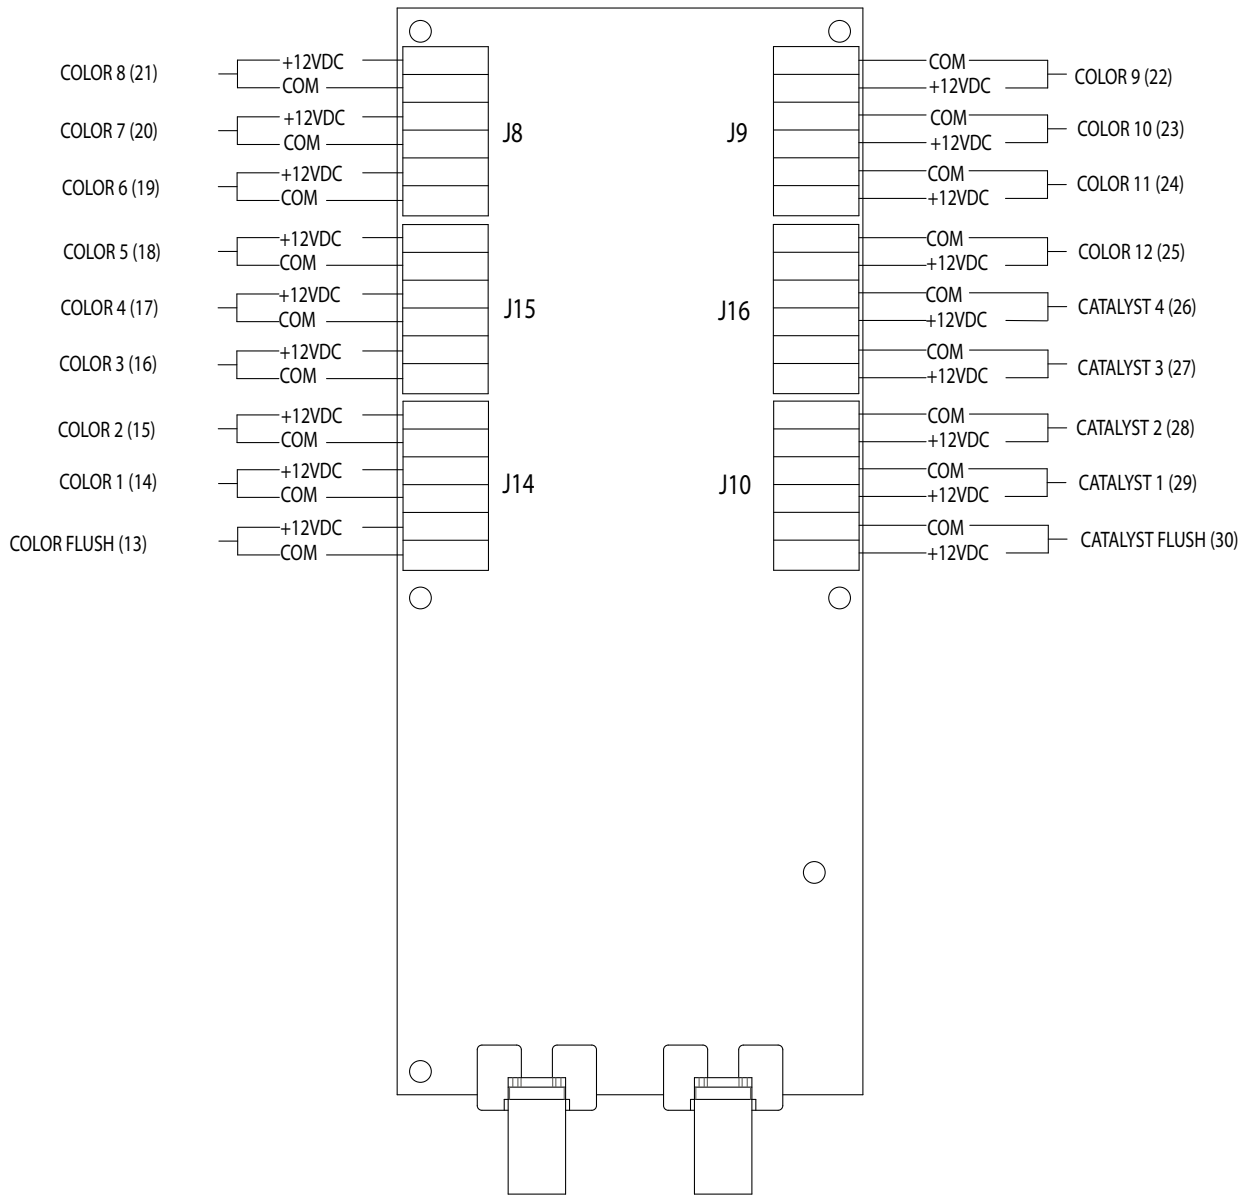 COLOR 8 (21)
+12VDC
COM
COLOR 7 (20)
+12VDC
COM
COLOR 6 (19)
+12VDC
COM
J8
COLOR 5 (18)
+12VDC
COM
COLOR 4 (17)
+12VDC
COM
COLOR 3 (16)
+12VDC
COM
J15
COLOR 2 (15)
+12VDC
COM
COLOR 1 (14)
+12VDC
COM
COLOR FLUSH (13)
+12VDC
COM
J14
J9
COM
+12VDC
COLOR 9 (22)
COM
+12VDC
COLOR 10 (23)
COM
+12VDC
COLOR 11 (24)
J16
COM
+12VDC
COLOR 12 (25)
COM
+12VDC
CATALYST 4 (26)
COM
+12VDC
CATALYST 3 (27)
J10
COM
+12VDC
CATALYST 2 (28)
COM
+12VDC
CATALYST 1 (29)
COM
+12VDC
CATALYST FLUSH (30)